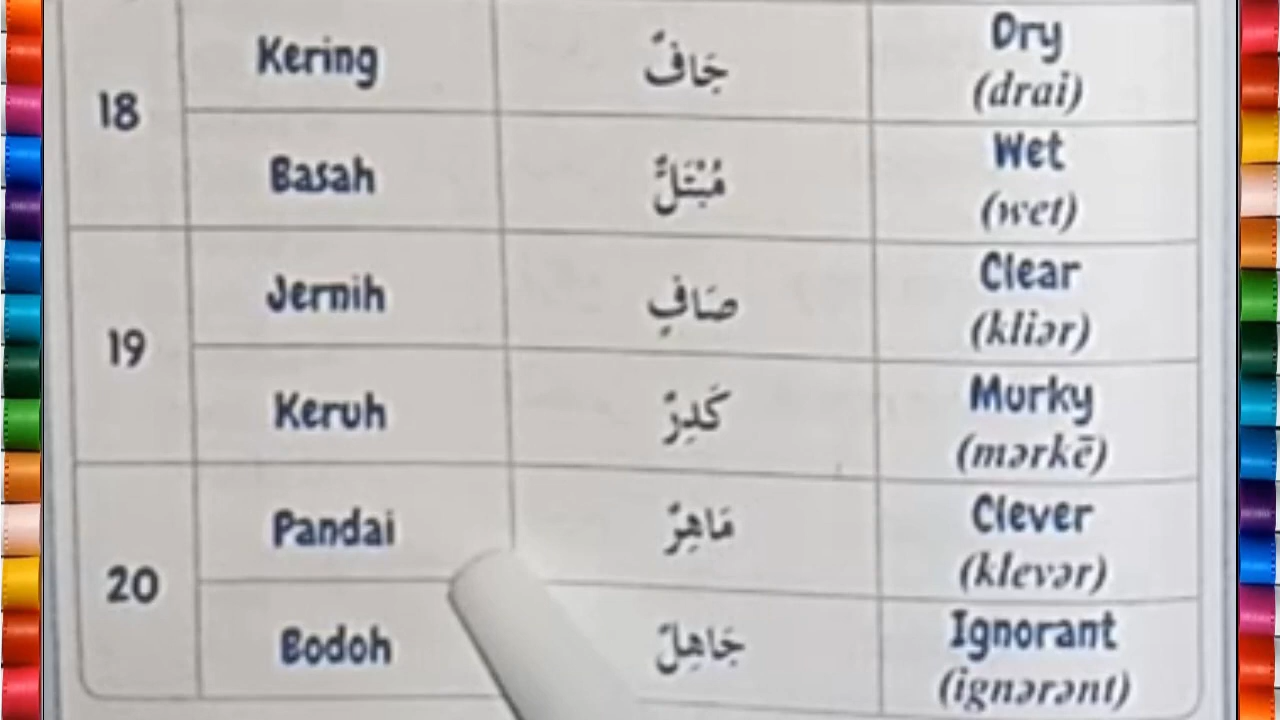 18
Kering
جَافٌّ
Dry
(drai)
Basah
مُبْتَلٌّ
Wet
(wet)
19
Jernih
صَافٍ
Clear
(kliər)
Keruh
كَدِرٌ
Murky
(mərkē)
20
Pandai
مَاهِرٌ
Clever
(klevər)
Bodoh
جَاهِلٌ
Ignorant
(ignərənt)